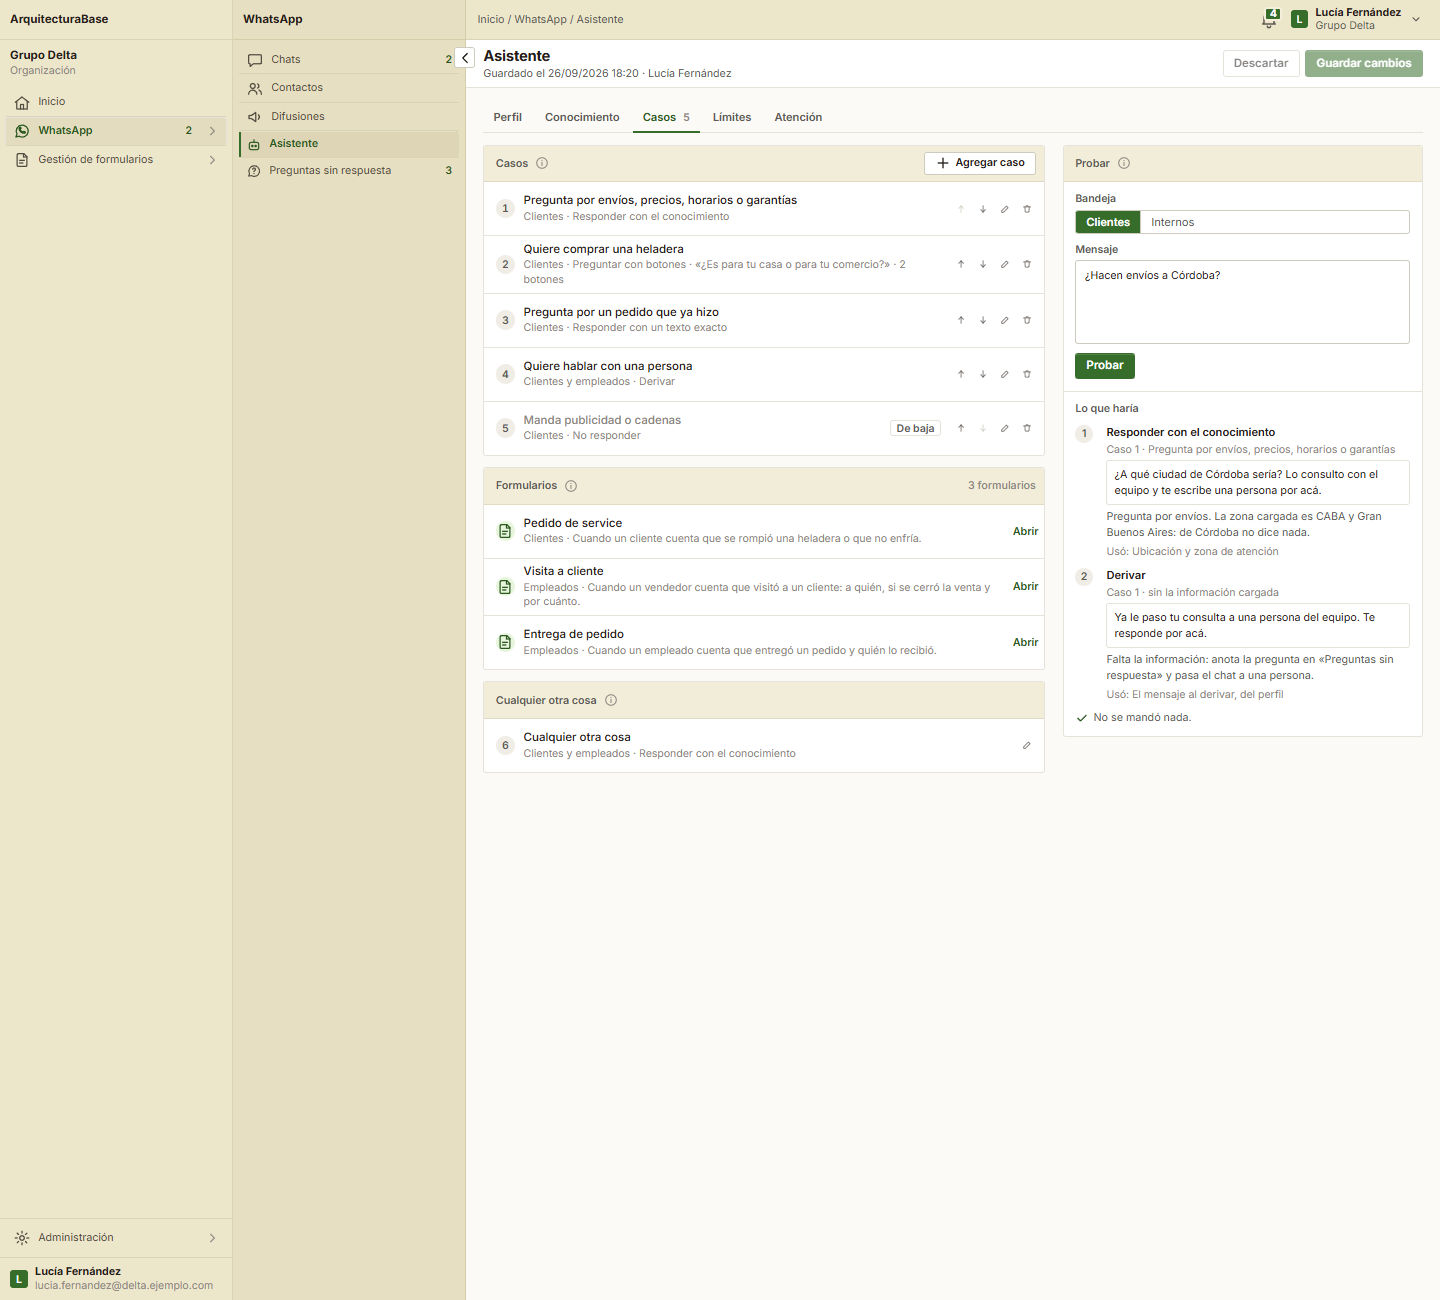 ArquitecturaBase
Grupo Delta
Organización
Inicio
WhatsApp 2
Gestión de formularios
Administración
L
Lucía Fernández
lucia.fernandez@delta.ejemplo.com
WhatsApp
Chats 2
Contactos
Difusiones
Asistente
Preguntas sin respuesta 3
Inicio / WhatsApp / Asistente
4
L
Lucía Fernández
Grupo Delta
Asistente
Guardado el 26/09/2026 18:20 · Lucía Fernández
Descartar
Guardar cambios
Perfil Conocimiento Casos 5 Límites Atención
Casos
Agregar caso
1
Pregunta por envíos, precios, horarios o garantías
Clientes · Responder con el conocimiento
2
Quiere comprar una heladera
Clientes · Preguntar con botones · «¿Es para tu casa o para tu comercio?» · 2
botones
3
Pregunta por un pedido que ya hizo
Clientes · Responder con un texto exacto
4
Quiere hablar con una persona
Clientes y empleados · Derivar
5
Manda publicidad o cadenas
Clientes · No responder
De baja
Formularios
3 formularios
Pedido de service
Clientes · Cuando un cliente cuenta que se rompió una heladera o que no enfría.
Abrir
Visita a cliente
Empleados · Cuando un vendedor cuenta que visitó a un cliente: a quién, si se cerró la venta y
por cuánto.
Abrir
Entrega de pedido
Empleados · Cuando un empleado cuenta que entregó un pedido y quién lo recibió.
Abrir
Cualquier otra cosa
6
Cualquier otra cosa
Clientes y empleados · Responder con el conocimiento
Probar
Bandeja
Clientes Internos
Mensaje
¿Hacen envíos a Córdoba?
Probar
Lo que haría
1
Responder con el conocimiento
Caso 1 · Pregunta por envíos, precios, horarios o garantías
¿A qué ciudad de Córdoba sería? Lo consulto con el
equipo y te escribe una persona por acá.
Pregunta por envíos. La zona cargada es CABA y Gran
Buenos Aires: de Córdoba no dice nada.
Usó: Ubicación y zona de atención
2
Derivar
Caso 1 · sin la información cargada
Ya le paso tu consulta a una persona del equipo. Te
responde por acá.
Falta la información: anota la pregunta en «Preguntas sin
respuesta» y pasa el chat a una persona.
Usó: El mensaje al derivar, del perfil
No se mandó nada.